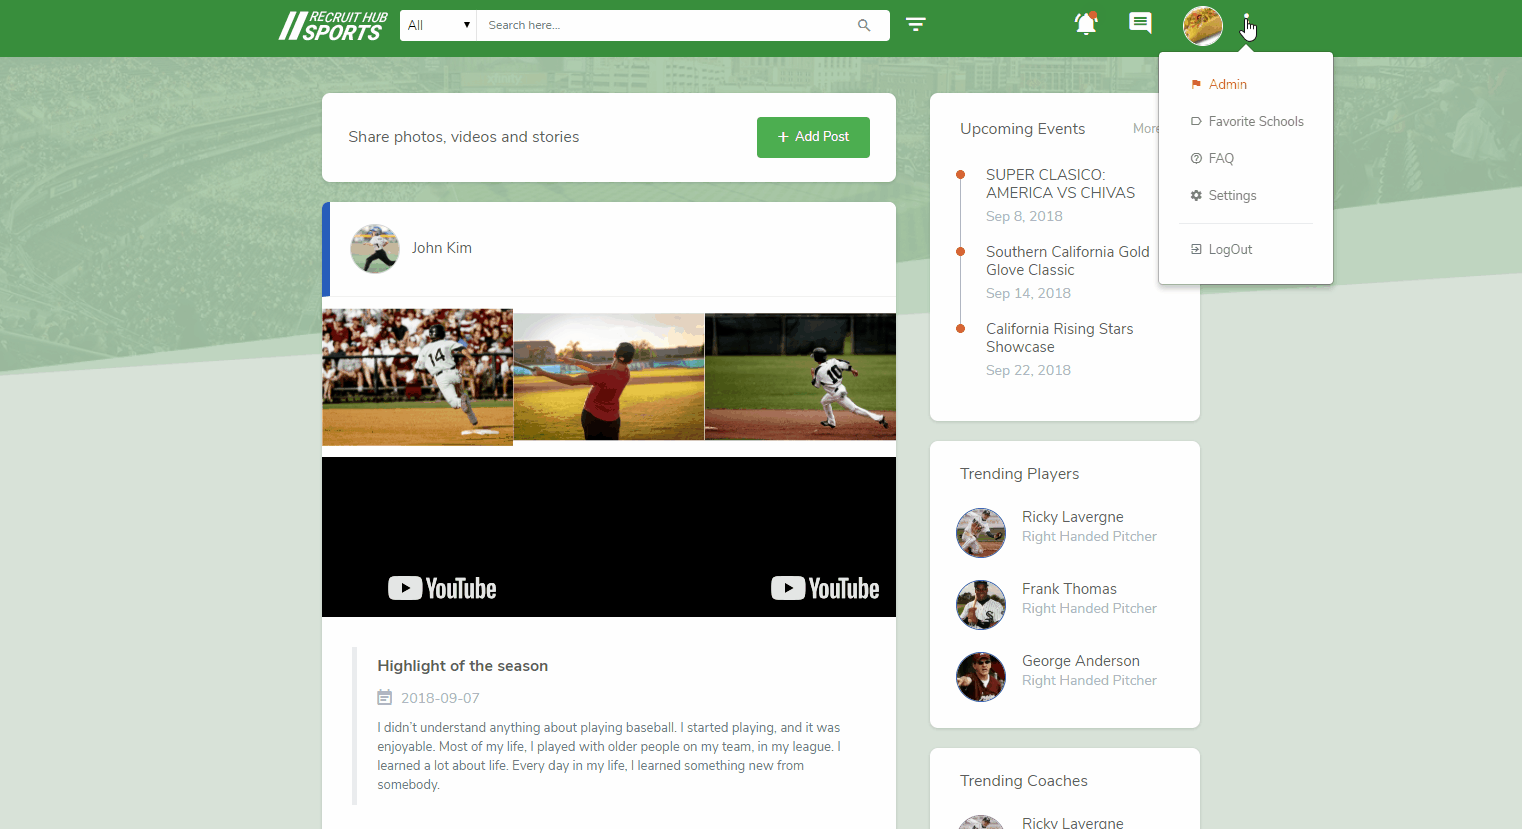 RECRUIT HUB
SPORTS
All
Search here...
Admin
Favorite Schools
FAQ
Settings
LogOut
Share photos, videos and stories
+ Add Post
John Kim
14
10
YouTube
YouTube
Highlight of the season
2018-09-07
I didn't understand anything about playing baseball. I started playing, and it was
enjoyable. Most of my life, I played with older people on my team, in my league. I
learned a lot about life. Every day in my life, I learned something new from
somebody.
Upcoming Events
More
SUPER CLASICO:
AMERICA VS CHIVAS
Sep 8, 2018
Southern California Gold
Glove Classic
Sep 14, 2018
California Rising Stars
Showcase
Sep 22, 2018
Trending Players
Ricky Lavergne
Right Handed Pitcher
Frank Thomas
Right Handed Pitcher
George Anderson
Right Handed Pitcher
Trending Coaches
Ricky Lavergne